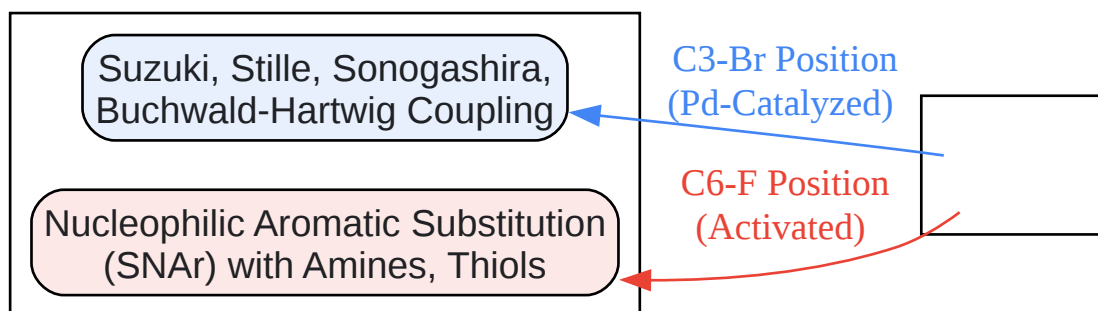 Suzuki, Stille, Sonogashira,
Buchwald-Hartwig Coupling
C3-Br Position
(Pd-Catalyzed)
C6-F Position
(Activated)
Nucleophilic Aromatic Substitution
(SNAr) with Amines, Thiols